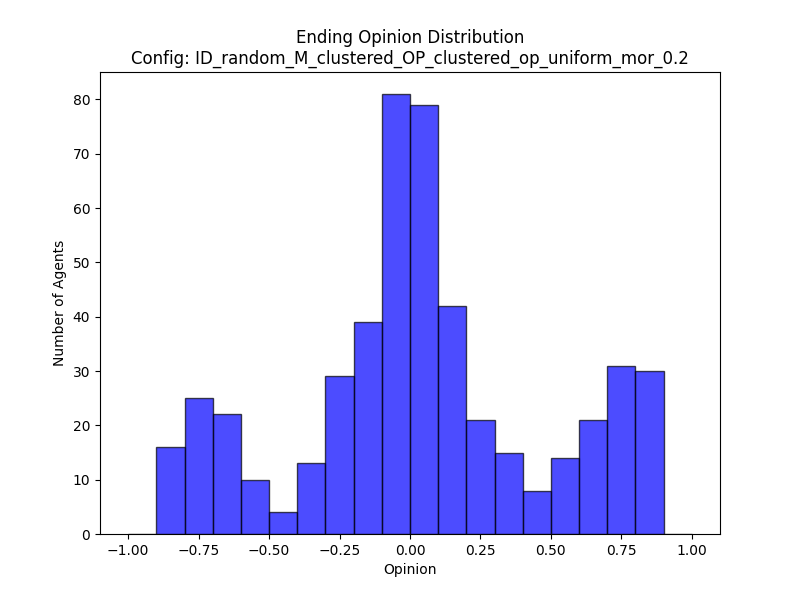 Ending Opinion Distribution
Config: ID_random_M_clustered_OP_clustered_op_uniform_mor_0.2
80
70
60
50
40
30
20
10
0
Number of Agents
−1.00 −0.75 −0.50 −0.25 0.00 0.25 0.50 0.75 1.00
Opinion